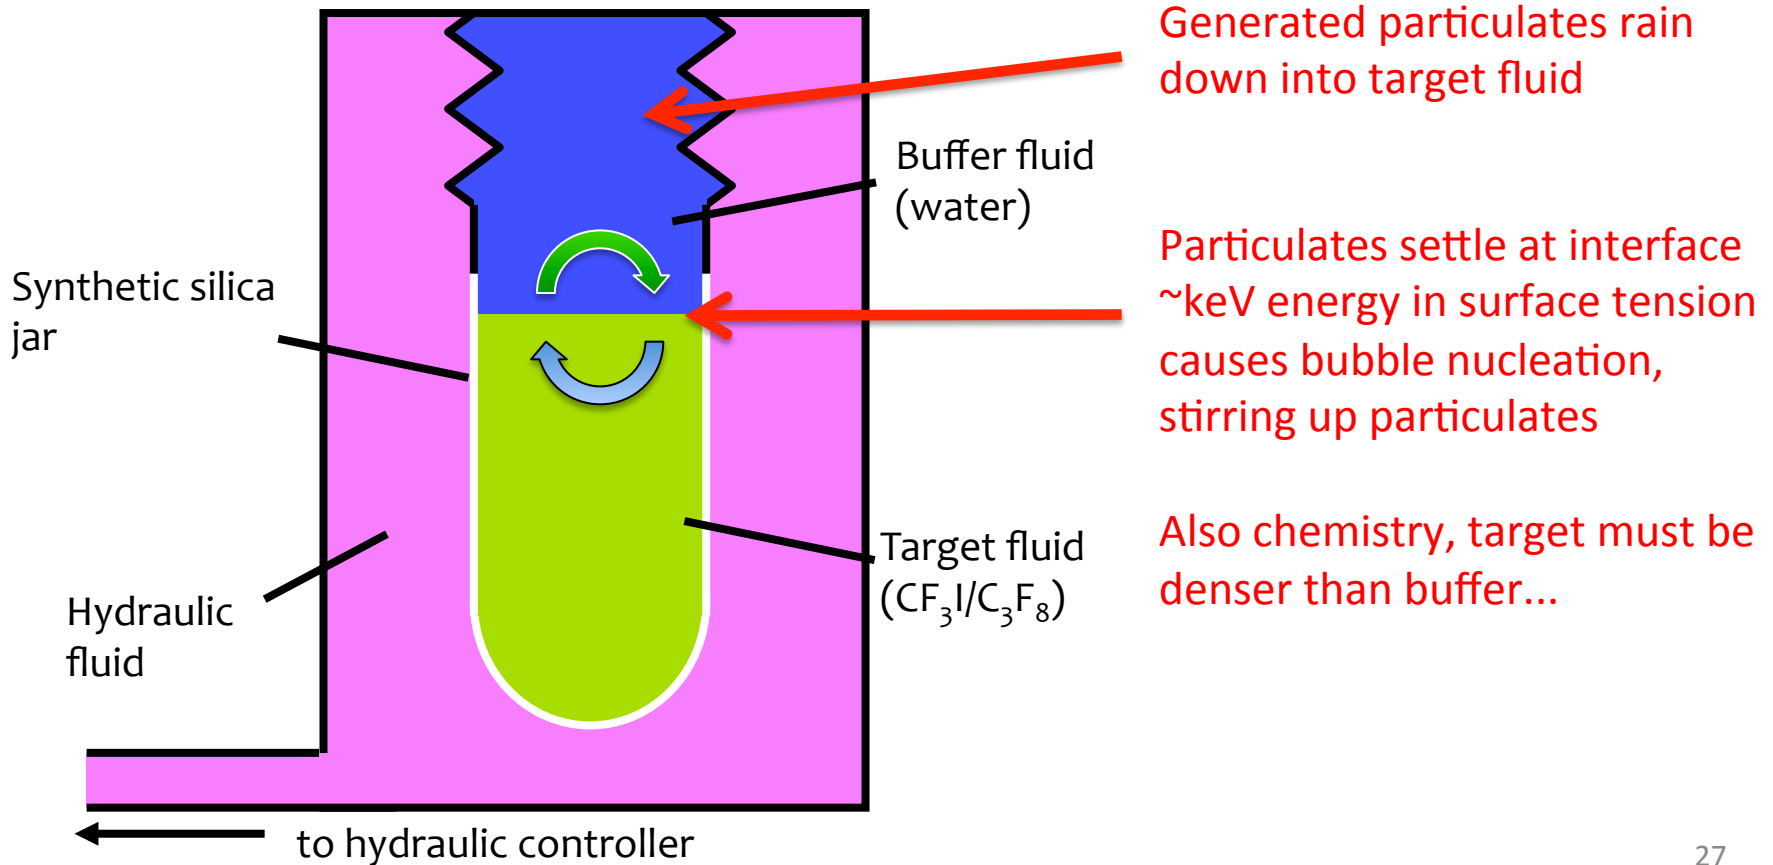 Generated particulates rain
down into target fluid
Buffer fluid
(water)
Particulates settle at interface
~keV energy in surface tension
causes bubble nucleation,
stirring up particulates
Synthetic silica
jar
Also chemistry, target must be
denser than buffer...
Target fluid
(CF₃I/C₃F₈)
Hydraulic
fluid
to hydraulic controller
27